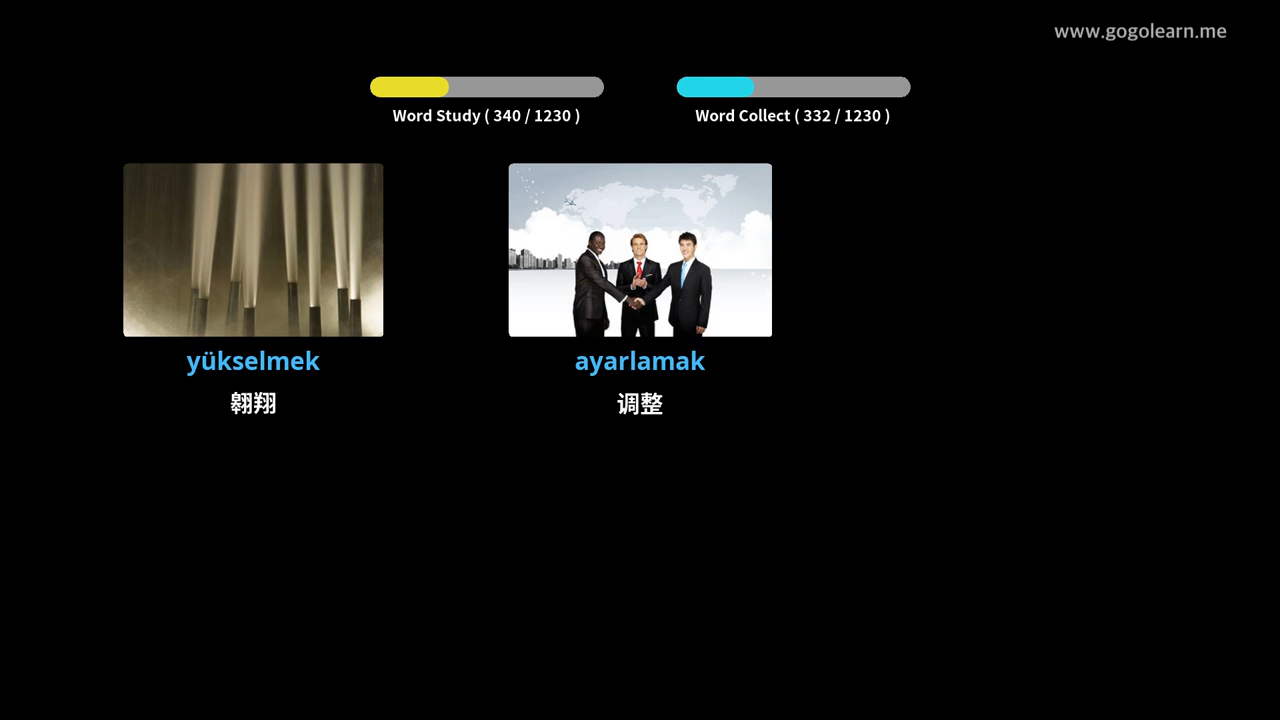 www.gogolearn.me
Word Study ( 340 / 1230 )
Word Collect ( 332 / 1230 )
yükselmek
翱翔
ayarlamak
调整